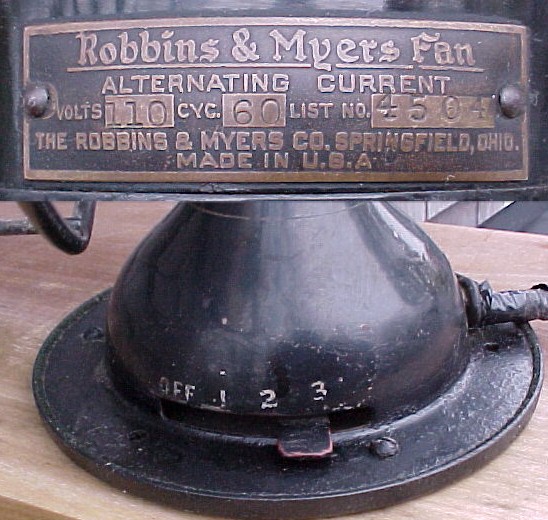 Robbins & Myers Fan
ALTERNATING CURRENT
VOLTS 110 CYC. 60 LIST NO. 4504
THE ROBBINS & MYERS CO. SPRINGFIELD, OHIO.
MADE IN U.S.A
OFF 1 2 3